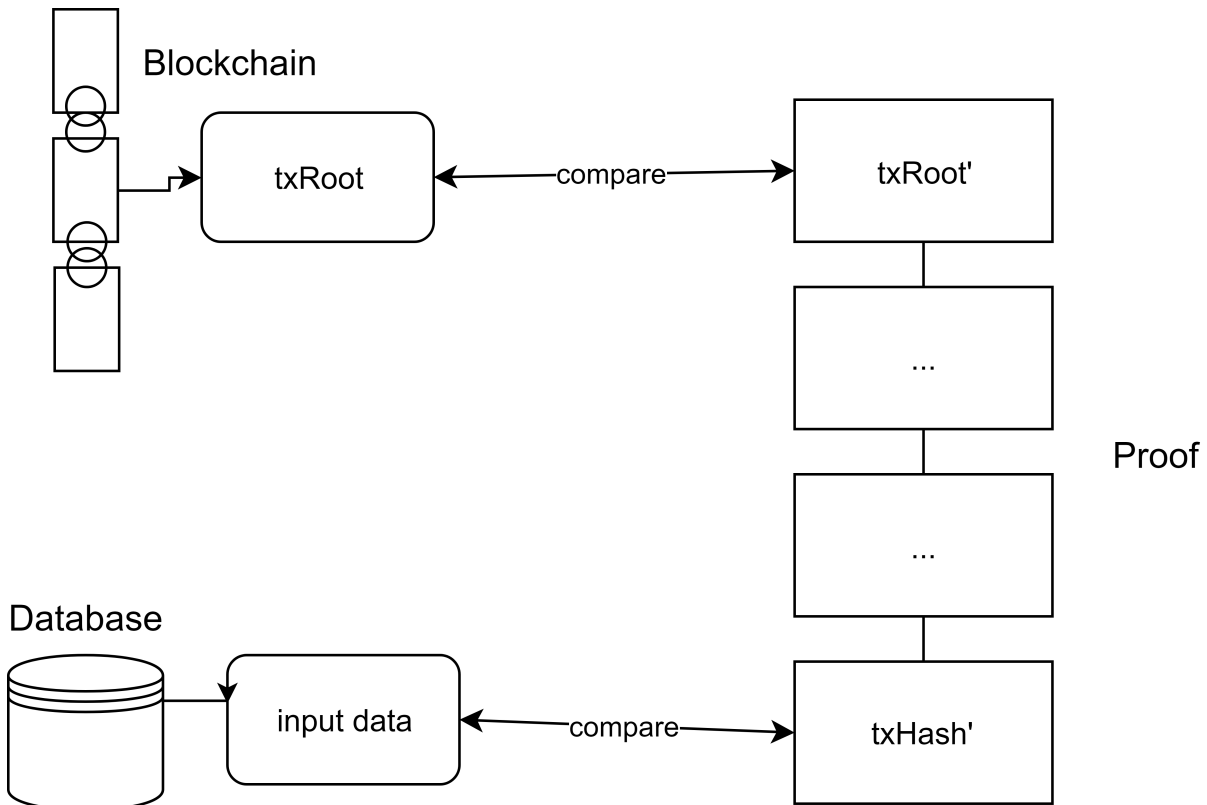 Blockchain
txRoot
compare
txRoot'
...
Proof
...
Database
input data
compare
txHash'